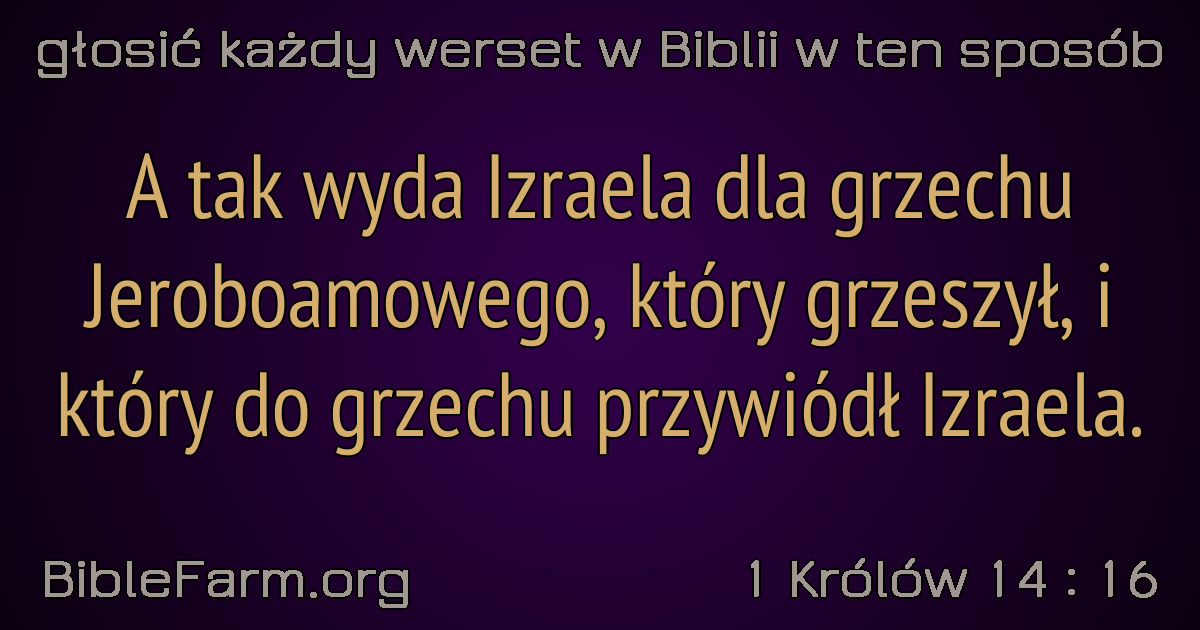 głosić każdy werset w Biblii w ten sposób
A tak wyda Izraela dla grzechu
Jeroboamowego, który grzeszył, i
który do grzechu przywiódł Izraela.
BibleFarm.org
1 Królów 14 : 16